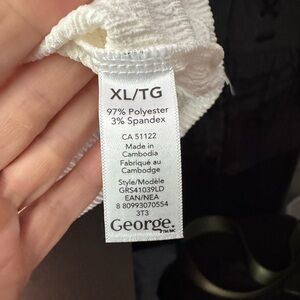 XL/TG
97% Polyester
3% Spandex
CA 51122
Made in
Cambodia
Fabriqué au
Cambodge
Style/Modèle
GRS41039LD
EAN/NEA
8 80993070554
3T3
George.